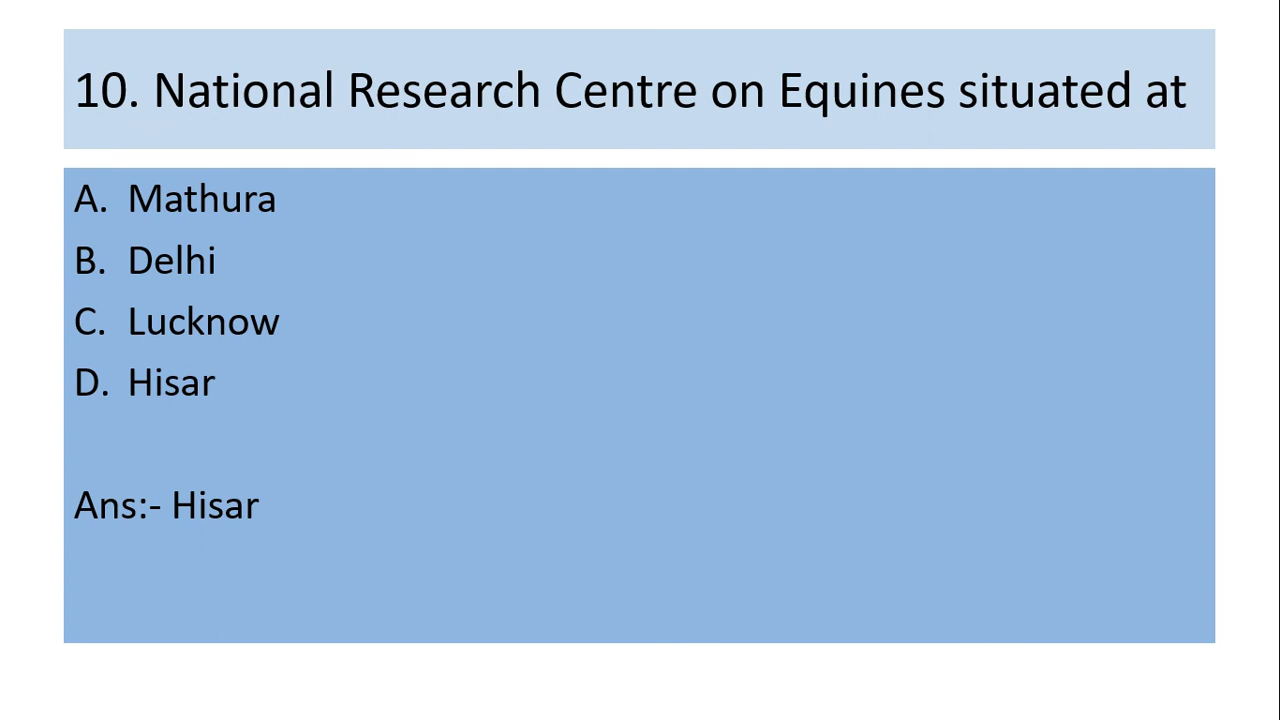 10. National Research Centre on Equines situated at
A. Mathura
B. Delhi
C. Lucknow
D. Hisar
Ans:- Hisar